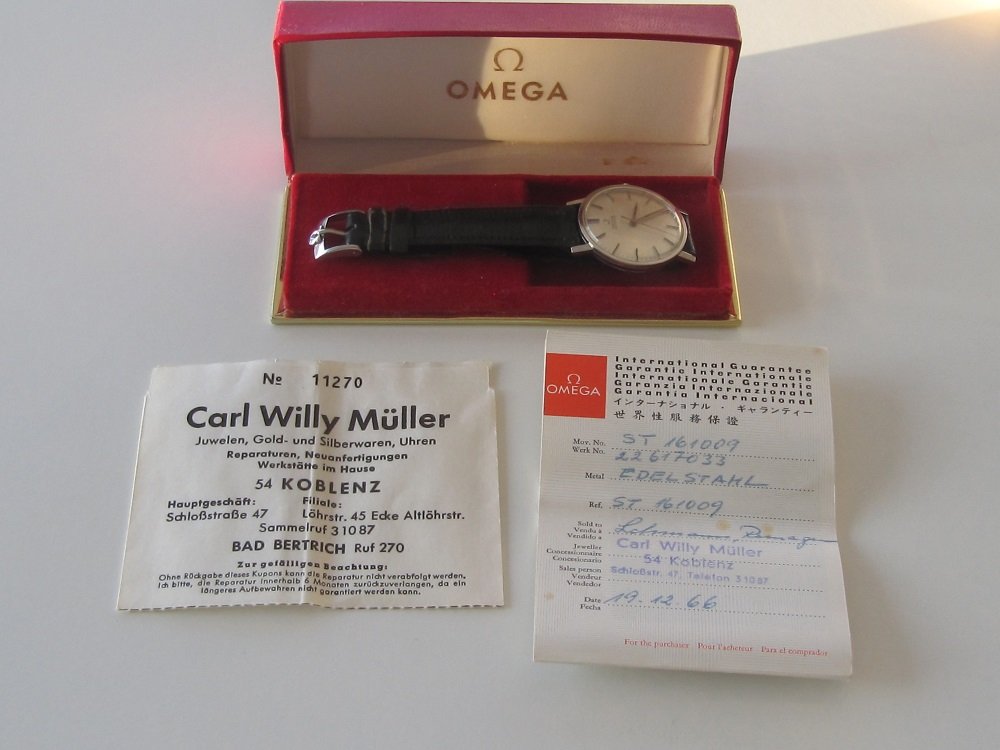 Ω
OMEGA
Nº 11270
Carl Willy Müller
Juwelen, Gold- und Silberwaren, Uhren
Reparaturen, Neuanfertigungen
Werkstätte im Hause
54 KOBLENZ
Hauptgeschäft: Filiale:
Schloßstraße 47 Löhrstr. 45 Ecke Altlöhrstr.
Sammelruf 31087
BAD BERTRICH Ruf 270
Zur gefälligen Beachtung:
Ohne Rückgabe dieses Kupons kann die Reparatur nicht verabfolgt werden.
Ich bitte, die Reparatur innerhalb 6 Monaten zurückzuverlangen, da ein
längeres Aufbewahren nicht garantiert werden kann.
Ω
OMEGA
International Guarantee
Garantie Internationale
Internationale Garantie
Garanzia Internazionale
Garantia Internacional
インターナショナル・ギャランティー
世界性服務保證
Mov. No. ST 161009
Werk No. 22617033
Metal EDELSTAHL
Ref. ST 161009
Sold to
Vendu à
Vendido a
Lehmann, Remagen
Jeweller
Concessionnaire
Concesionario
Carl Willy Müller
54 Koblenz
Schloßstr. 47, Telefon 31087
Sales person
Vendeur
Vendedor
Date 19.12.66
Fecha
For the purchaser Pour l'acheteur Para el comprador